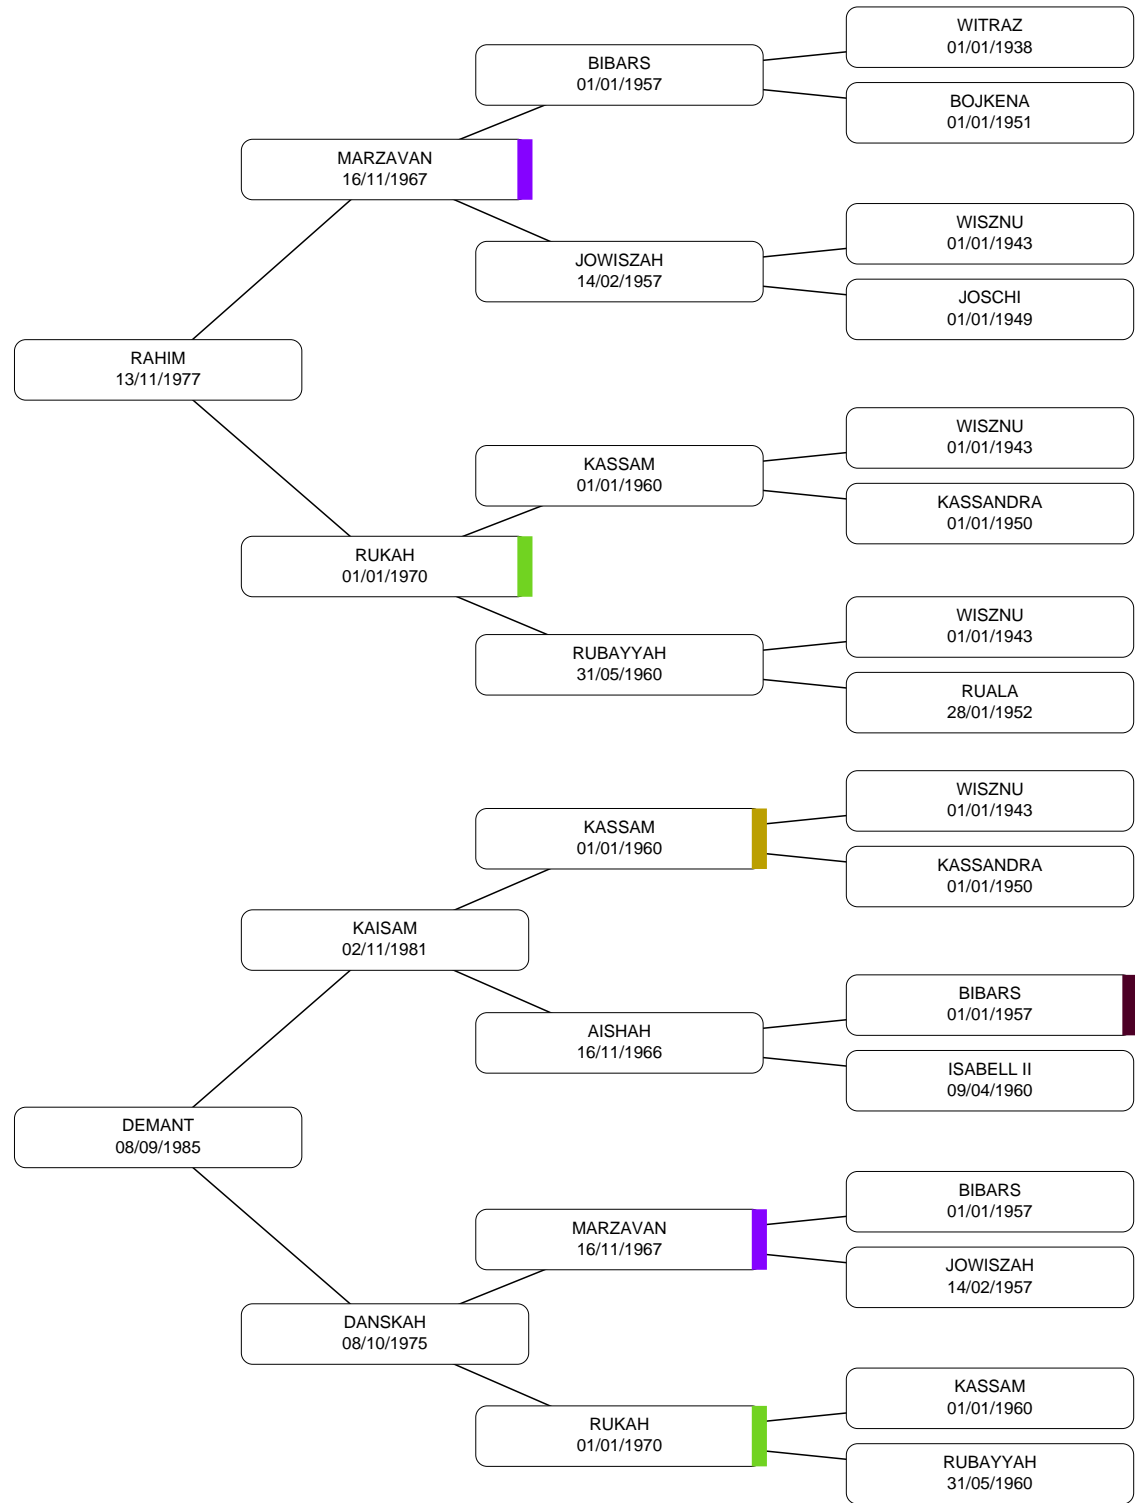 WITRAZ
01/01/1938
BIBARS
01/01/1957
BOJKENA
01/01/1951
MARZAVAN
16/11/1967
WISZNU
01/01/1943
JOWISZAH
14/02/1957
JOSCHI
01/01/1949
RAHIM
13/11/1977
WISZNU
01/01/1943
KASSAM
01/01/1960
KASSANDRA
01/01/1950
RUKAH
01/01/1970
WISZNU
01/01/1943
RUBAYYAH
31/05/1960
RUALA
28/01/1952
WISZNU
01/01/1943
KASSAM
01/01/1960
KASSANDRA
01/01/1950
KAISAM
02/11/1981
BIBARS
01/01/1957
AISHAH
16/11/1966
ISABELL II
09/04/1960
DEMANT
08/09/1985
BIBARS
01/01/1957
MARZAVAN
16/11/1967
JOWISZAH
14/02/1957
DANSKAH
08/10/1975
KASSAM
01/01/1960
RUKAH
01/01/1970
RUBAYYAH
31/05/1960